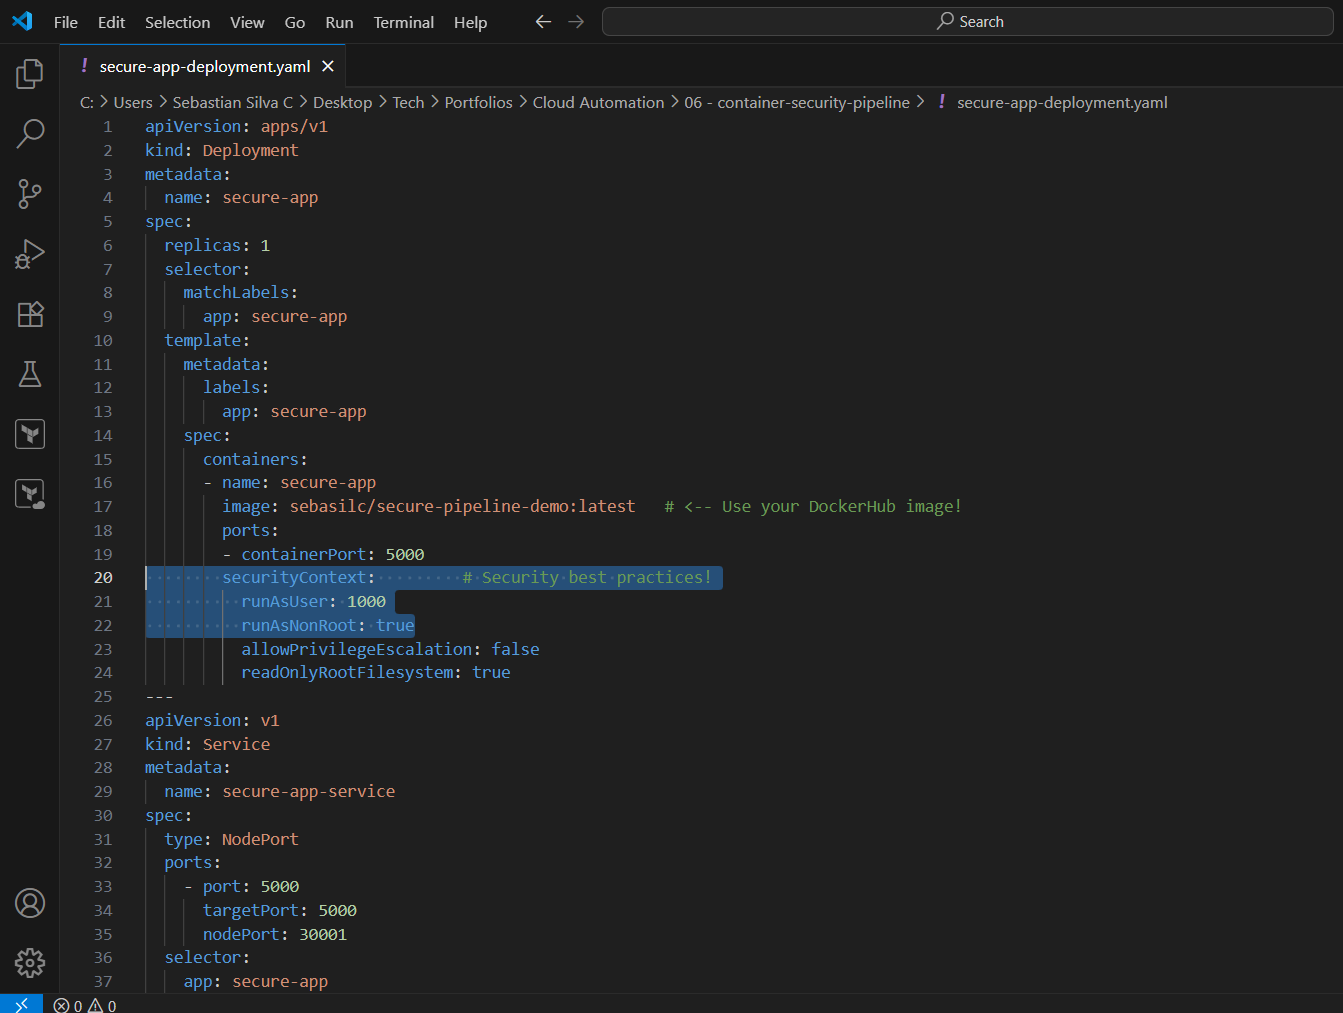 File Edit Selection View Go Run Terminal Help Search
! secure-app-deployment.yaml
C: > Users > Sebastian Silva C > Desktop > Tech > Portfolios > Cloud Automation > 06 - container-security-pipeline > ! secure-app-deployment.yaml
1 apiVersion: apps/v1
2 kind: Deployment
3 metadata:
4   name: secure-app
5 spec:
6   replicas: 1
7   selector:
8     matchLabels:
9       app: secure-app
10   template:
11     metadata:
12       labels:
13         app: secure-app
14     spec:
15       containers:
16       - name: secure-app
17         image: sebasilc/secure-pipeline-demo:latest   # <-- Use your DockerHub image!
18         ports:
19         - containerPort: 5000
20         securityContext:         # Security best practices!
21           runAsUser: 1000
22           runAsNonRoot: true
23           allowPrivilegeEscalation: false
24           readOnlyRootFilesystem: true
25 ---
26 apiVersion: v1
27 kind: Service
28 metadata:
29   name: secure-app-service
30 spec:
31   type: NodePort
32   ports:
33     - port: 5000
34       targetPort: 5000
35       nodePort: 30001
36   selector:
37     app: secure-app
0 0